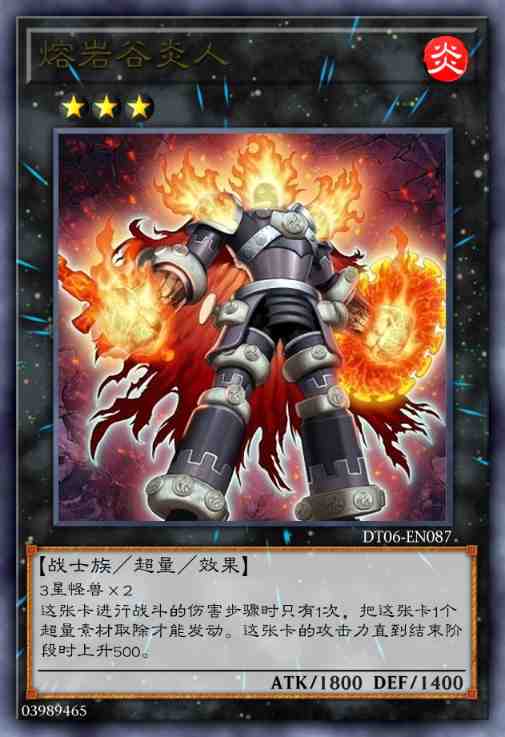 熔岩谷炎人
炎
DT06-EN087
【战士族／超量／效果】
3星怪兽×2
这张卡进行战斗的伤害步骤时只有1次，把这张卡1个
超量素材取除才能发动。这张卡的攻击力直到结束阶
段时上升500。
ATK/1800 DEF/1400
03989465